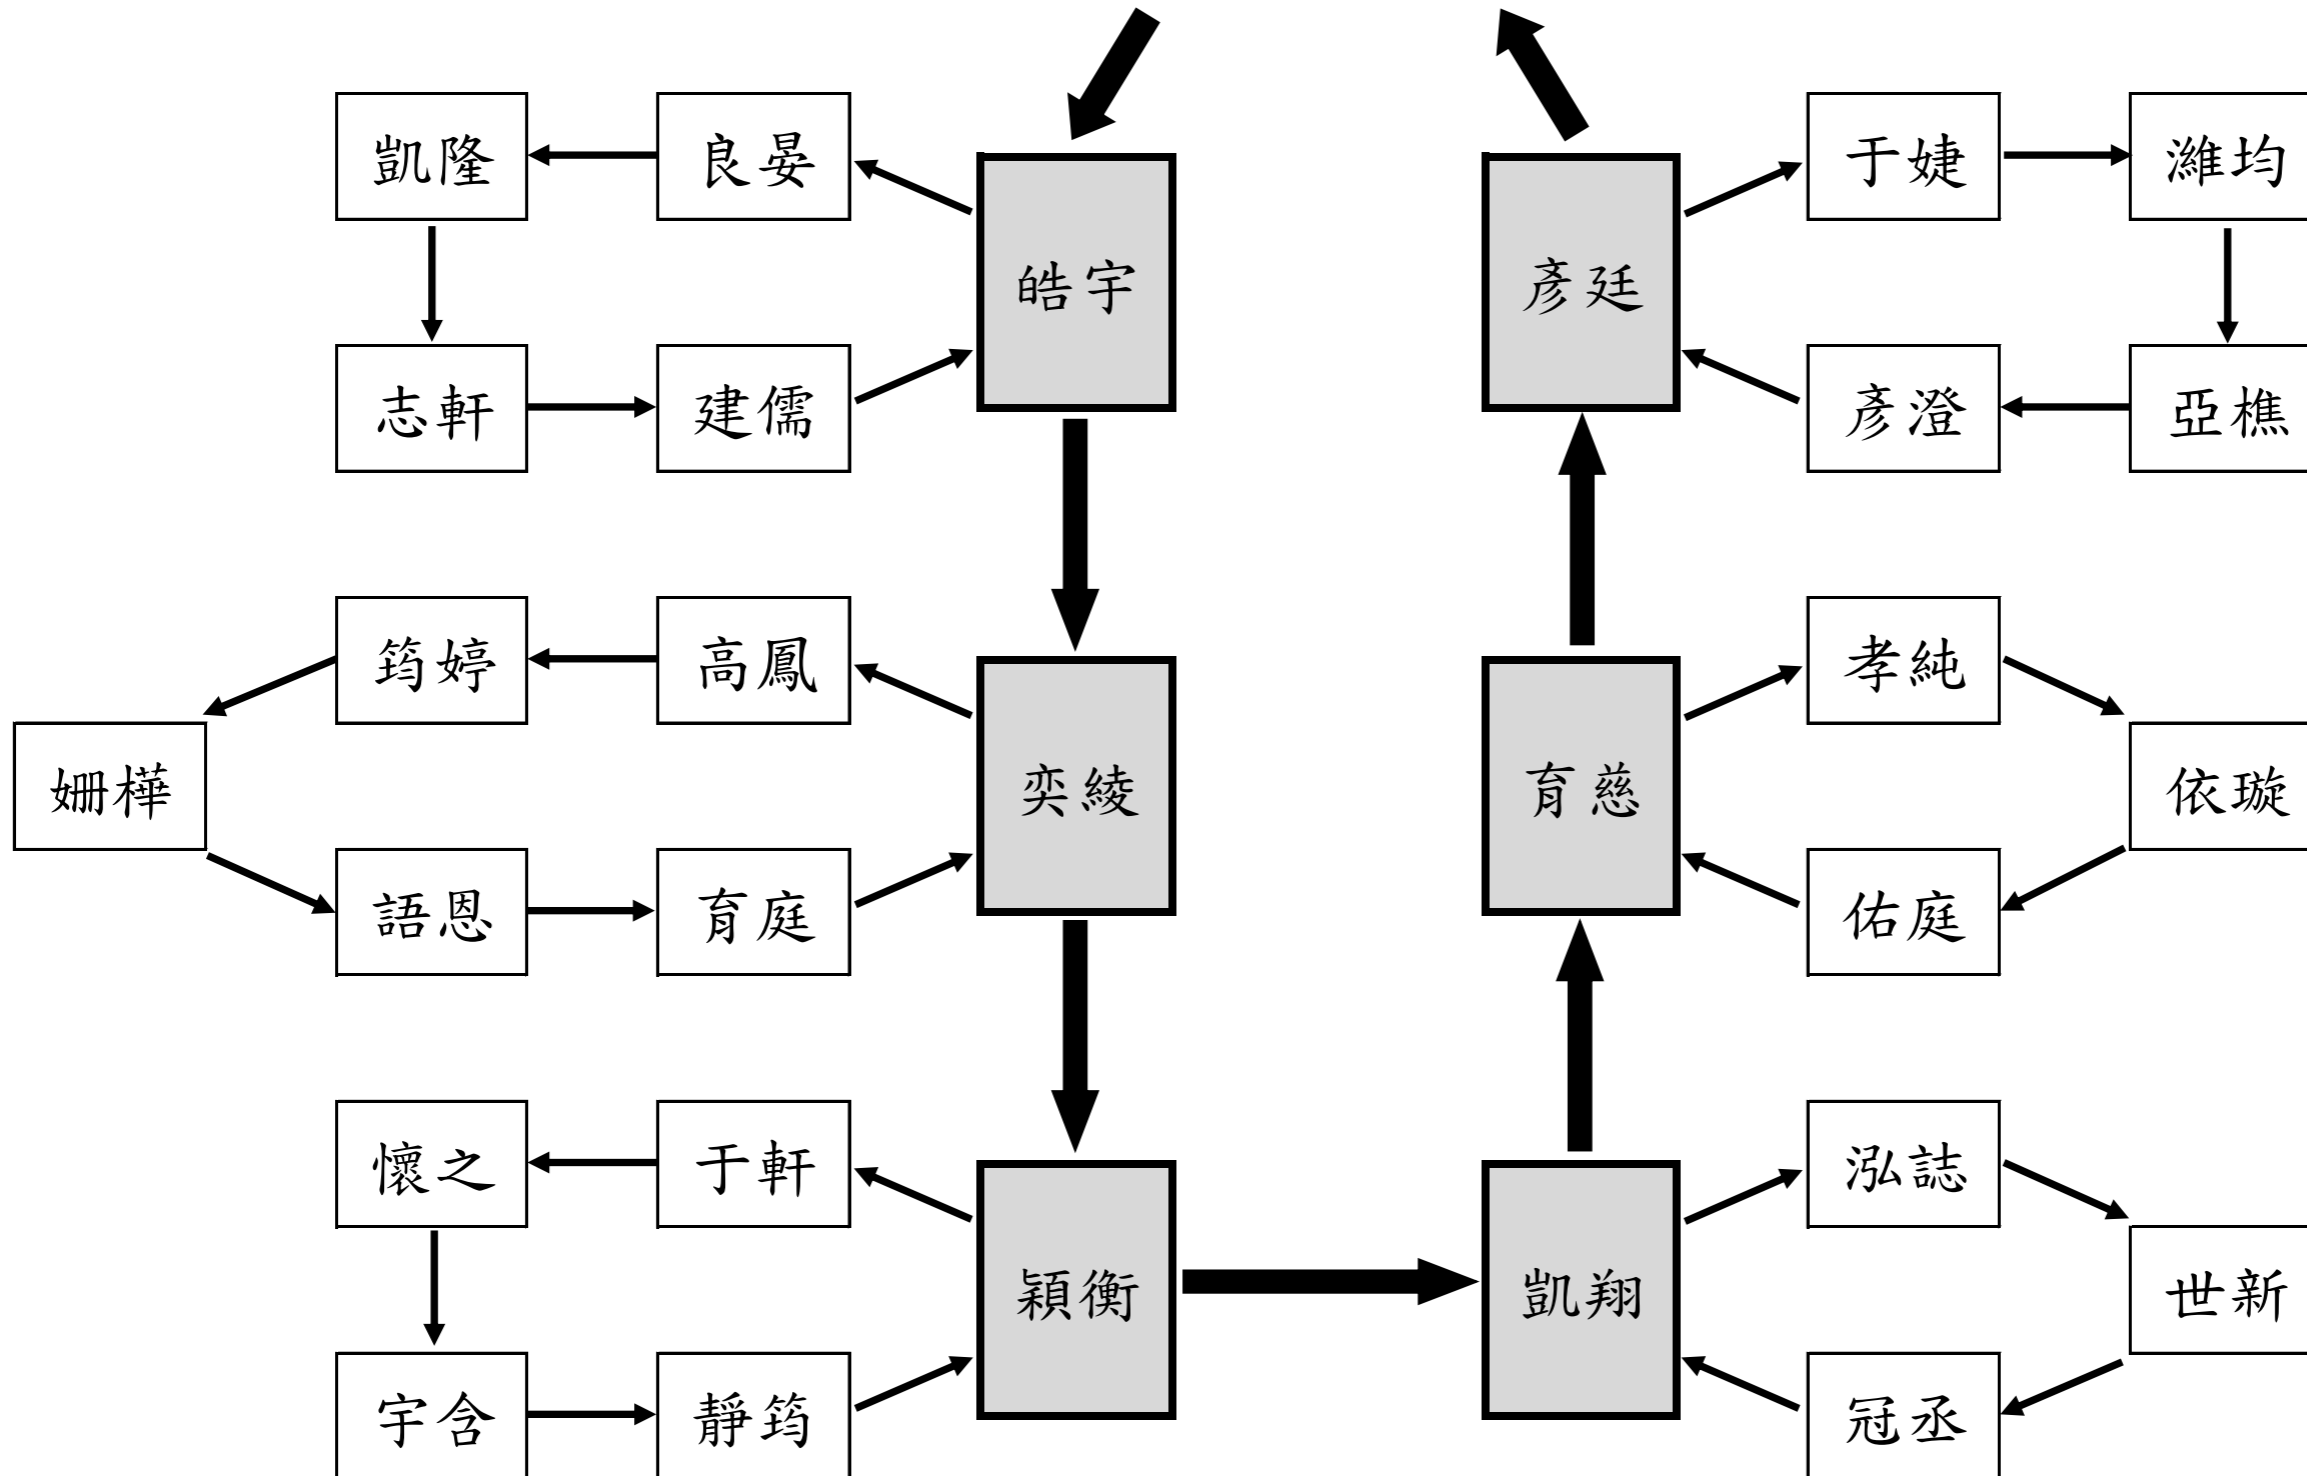 凱隆 良晏 于婕 濰均
皓宇 彥廷
志軒 建儒 彥澄 亞樵
筠婷 高鳳 孝純
姍樺 奕綾 育慈 依璇
語恩 育庭 佑庭
懷之 于軒 泓誌
穎衡 凱翔 世新
宇含 靜筠 冠丞